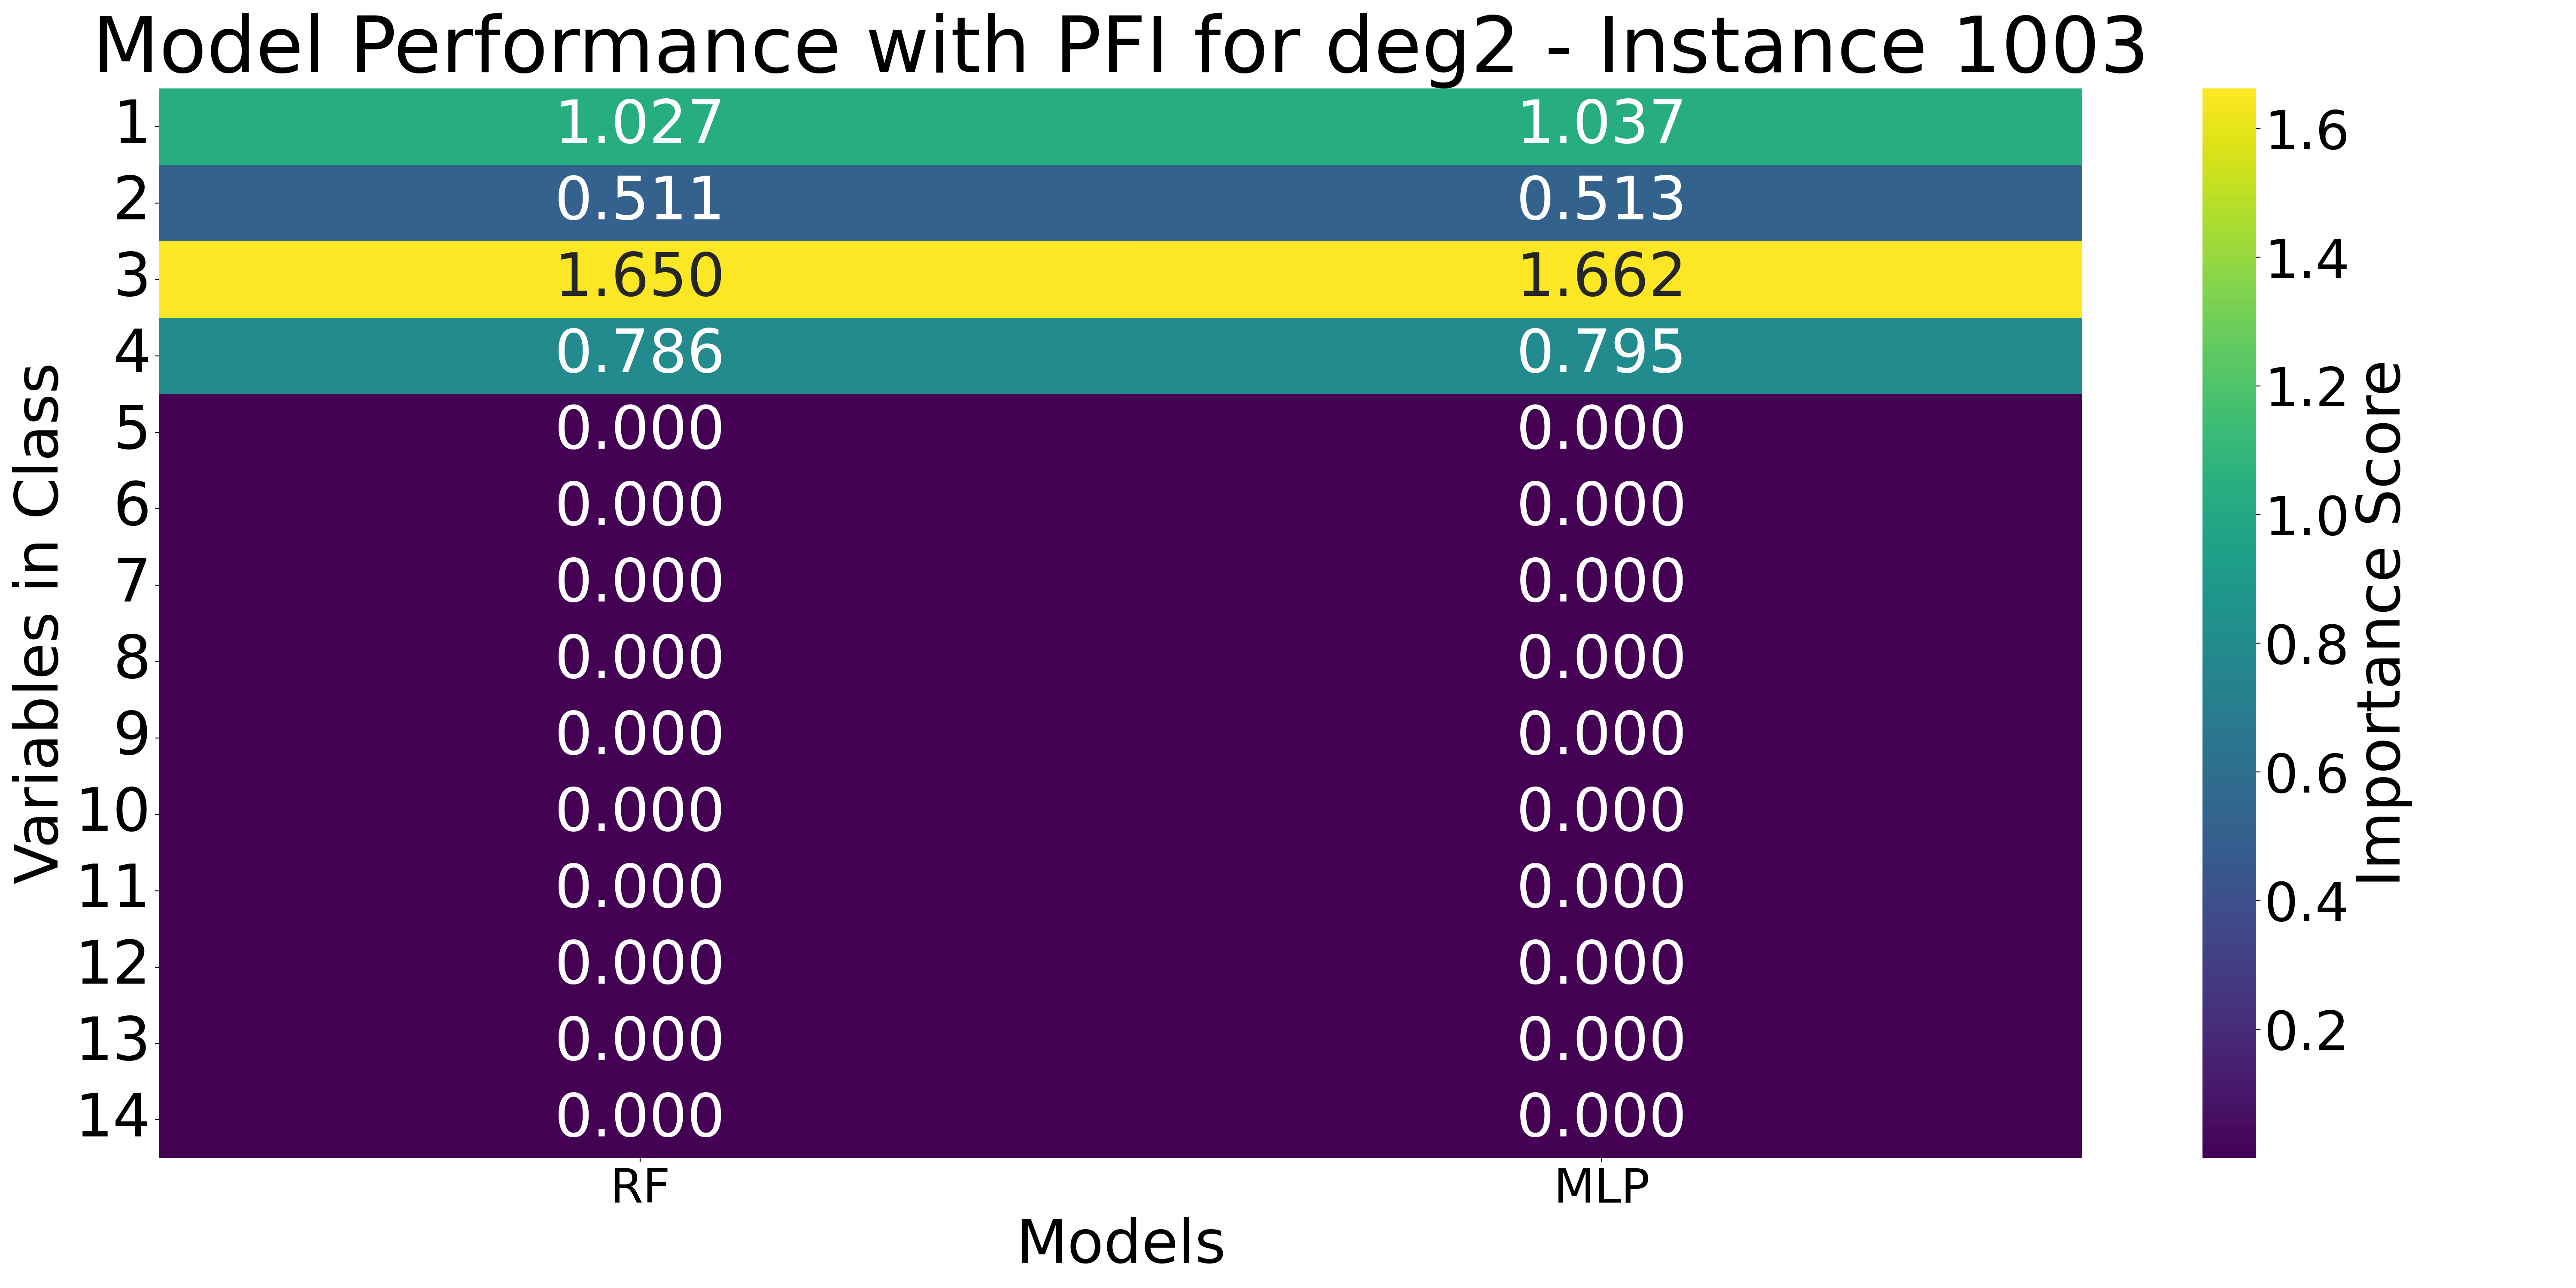 Model Performance with PFI for deg2 - Instance 1003
Variables in Class
1 1.027 1.037
2 0.511 0.513
3 1.650 1.662
4 0.786 0.795
5 0.000 0.000
6 0.000 0.000
7 0.000 0.000
8 0.000 0.000
9 0.000 0.000
10 0.000 0.000
11 0.000 0.000
12 0.000 0.000
13 0.000 0.000
14 0.000 0.000
RF MLP
Models
1.6
1.4
1.2
1.0
0.8
0.6
0.4
0.2
Importance Score